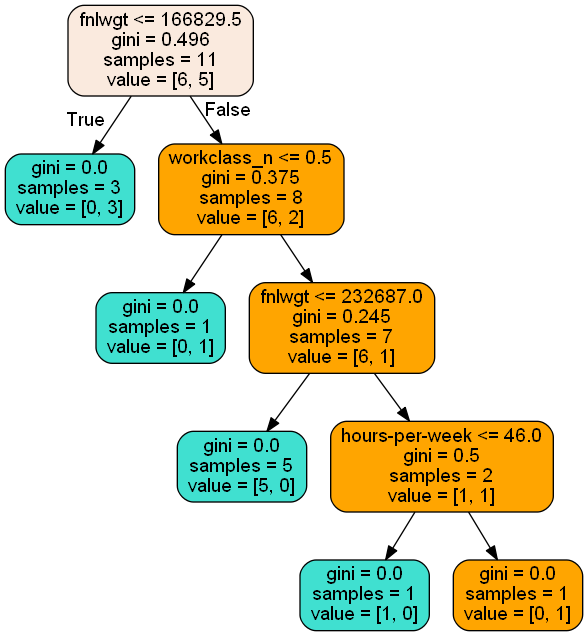 fnlwgt <= 166829.5
gini = 0.496
samples = 11
value = [6, 5]
True
False
gini = 0.0
samples = 3
value = [0, 3]
workclass_n <= 0.5
gini = 0.375
samples = 8
value = [6, 2]
gini = 0.0
samples = 1
value = [0, 1]
fnlwgt <= 232687.0
gini = 0.245
samples = 7
value = [6, 1]
gini = 0.0
samples = 5
value = [5, 0]
hours-per-week <= 46.0
gini = 0.5
samples = 2
value = [1, 1]
gini = 0.0
samples = 1
value = [1, 0]
gini = 0.0
samples = 1
value = [0, 1]